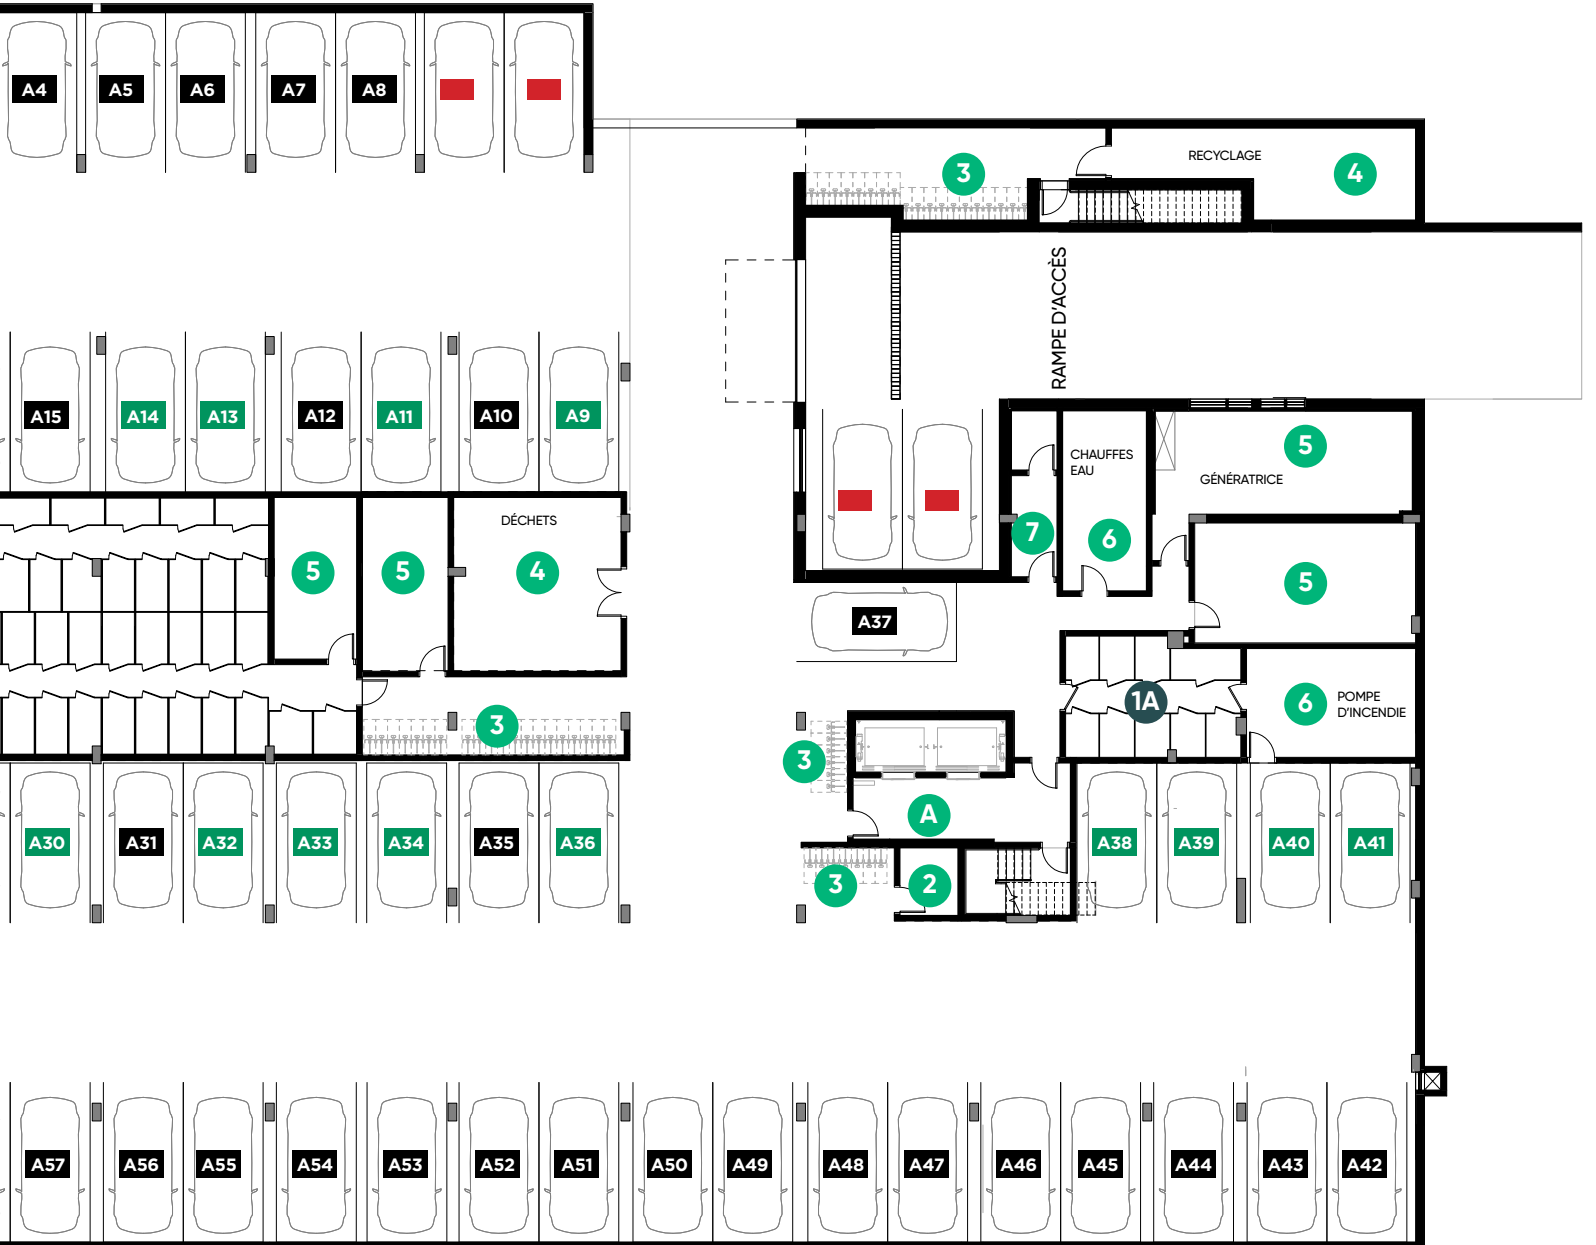 A4 A5 A6 A7 A8
3 RECYCLAGE 4
RAMPE D'ACCÈS
A15 A14 A13 A12 A11 A10 A9
CHAUFFES
EAU
5
GÉNÉRATRICE
DÉCHETS
7 6
5 5 4 5
A37
1A 6 POMPE
D'INCENDIE
3 3
A
A30 A31 A32 A33 A34 A35 A36 A38 A39 A40 A41
3 2
A57 A56 A55 A54 A53 A52 A51 A50 A49 A48 A47 A46 A45 A44 A43 A42